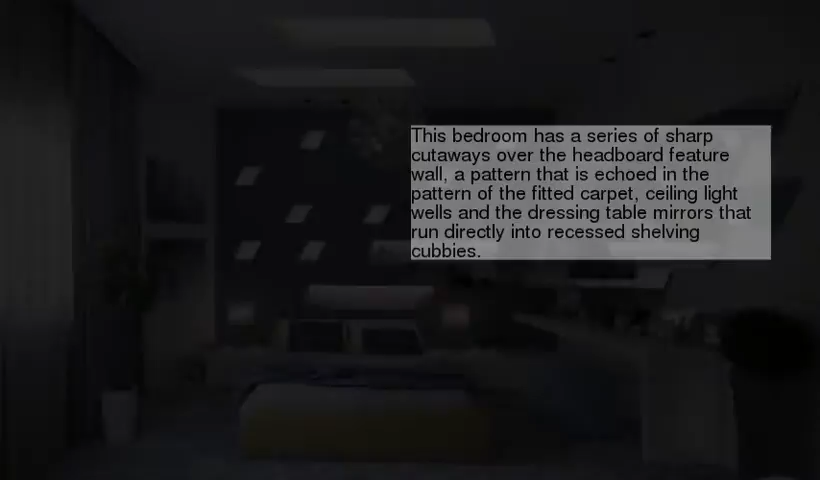 This bedroom has a series of sharp
cutaways over the headboard feature
wall, a pattern that is echoed in the
pattern of the fitted carpet, ceiling light
wells and the dressing table mirrors that
run directly into recessed shelving
cubbies.